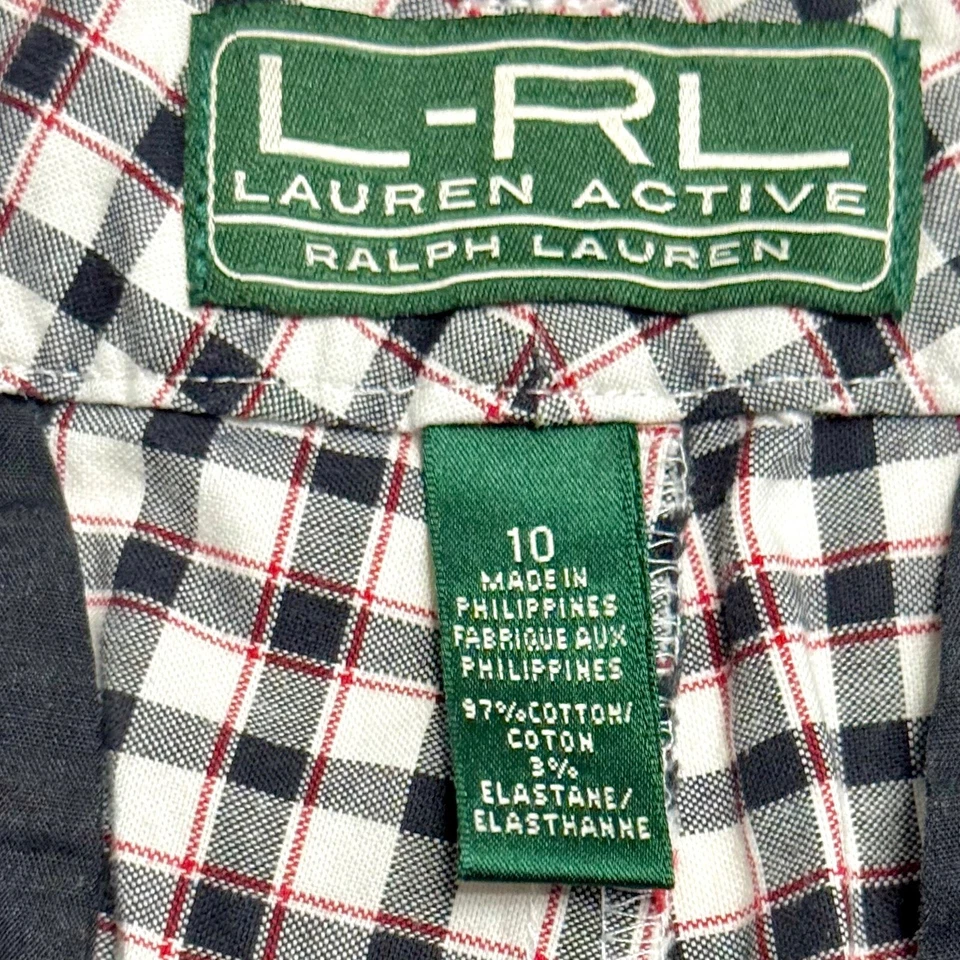 L-RL
LAUREN ACTIVE
RALPH LAUREN
10
MADE IN
PHILIPPINES
FABRIQUE AUX
PHILIPPINES
97%COTTON/
COTON
3%
ELASTANE/
ELASTHANNE